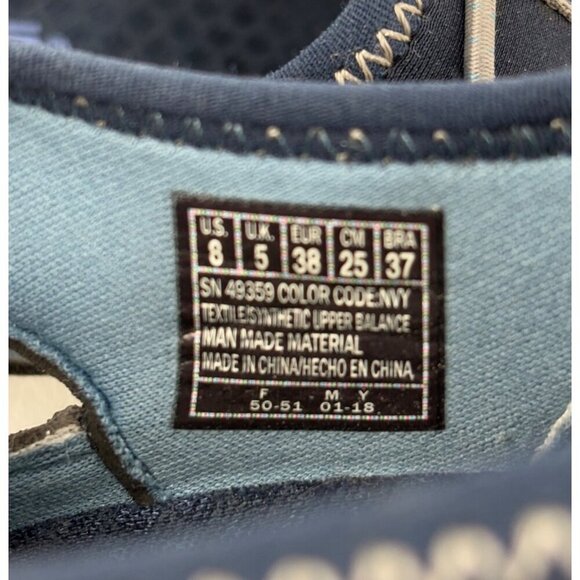 U.S. U.K. EUR CM BRA
8 5 38 25 37
SN 49359 COLOR CODE:NVY
TEXTILE/SYNTHETIC UPPER BALANCE
MAN MADE MATERIAL
MADE IN CHINA/HECHO EN CHINA
F M Y
50-51 01-18